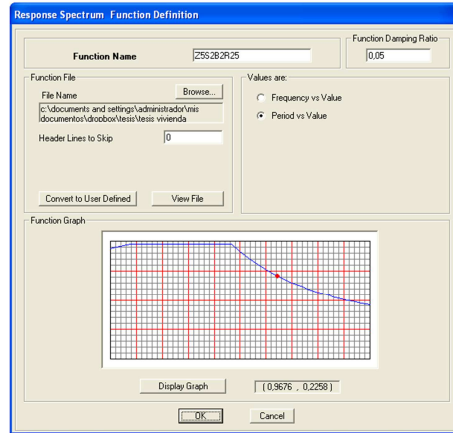 Response Spectrum Function Definition
Function Damping Ratio
Function Name
Z5S2B2R25
0,05
Function File
Values are:
File Name
Browse...
Frequency vs Value
c:\documents and settings\administrador\mis
documentos\dropbox\tesis\tesis vivienda
Period vs Value
Header Lines to Skip
0
Convert to User Defined
View File
Function Graph
Display Graph
( 0,9676 , 0,2258 )
OK
Cancel